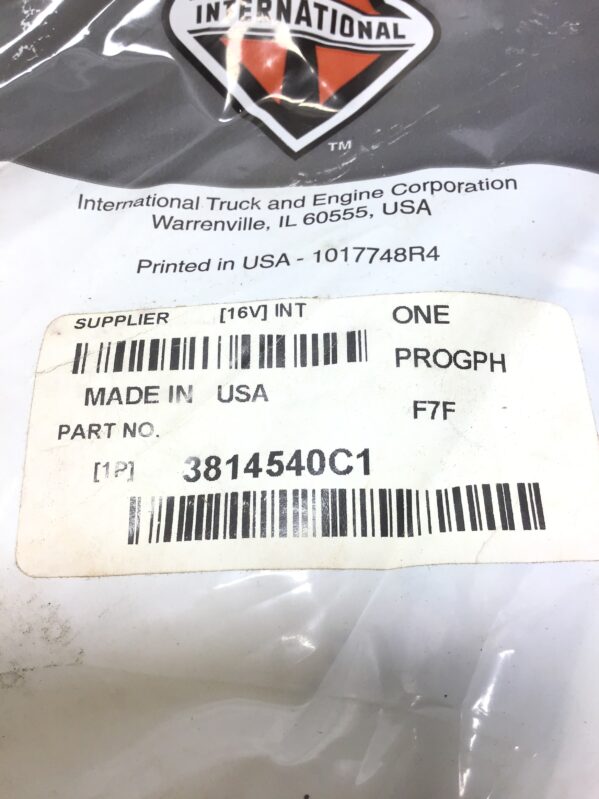 INTERNATIONAL
TM
International Truck and Engine Corporation
Warrenville, IL 60555, USA
Printed in USA - 1017748R4
SUPPLIER [16V] INT ONE
PROGPH
MADE IN USA F7F
PART NO.
[1P] 3814540C1